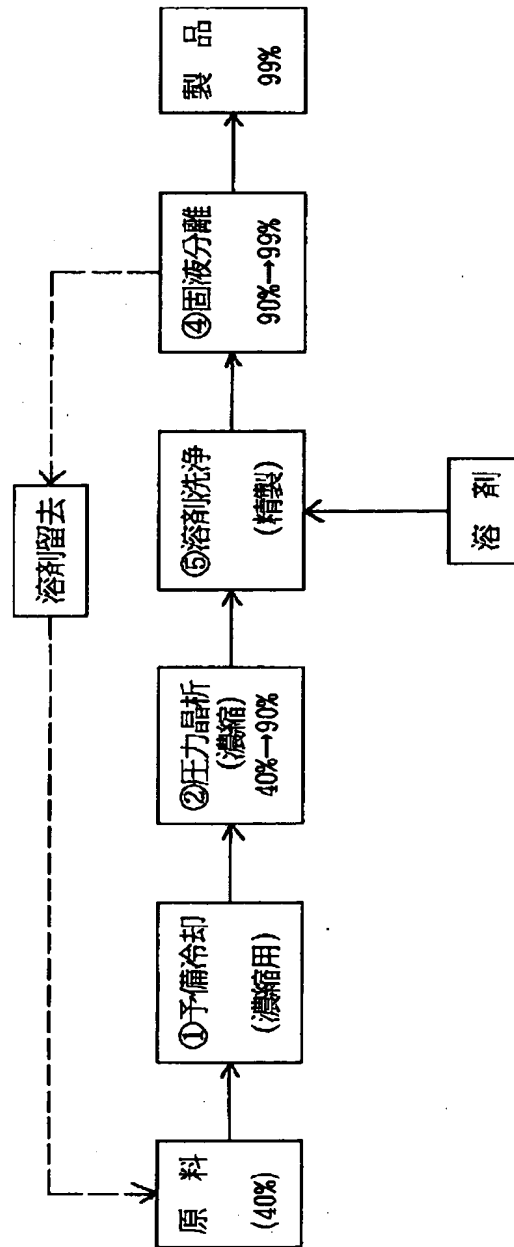 原 料
(40%)
①予備冷却
(濃縮用)
②圧力晶析
(濃縮)
40%→90%
⑤溶剤洗浄
(精製)
④固液分離
90%→99%
製 品
99%
溶剤留去
溶 剤